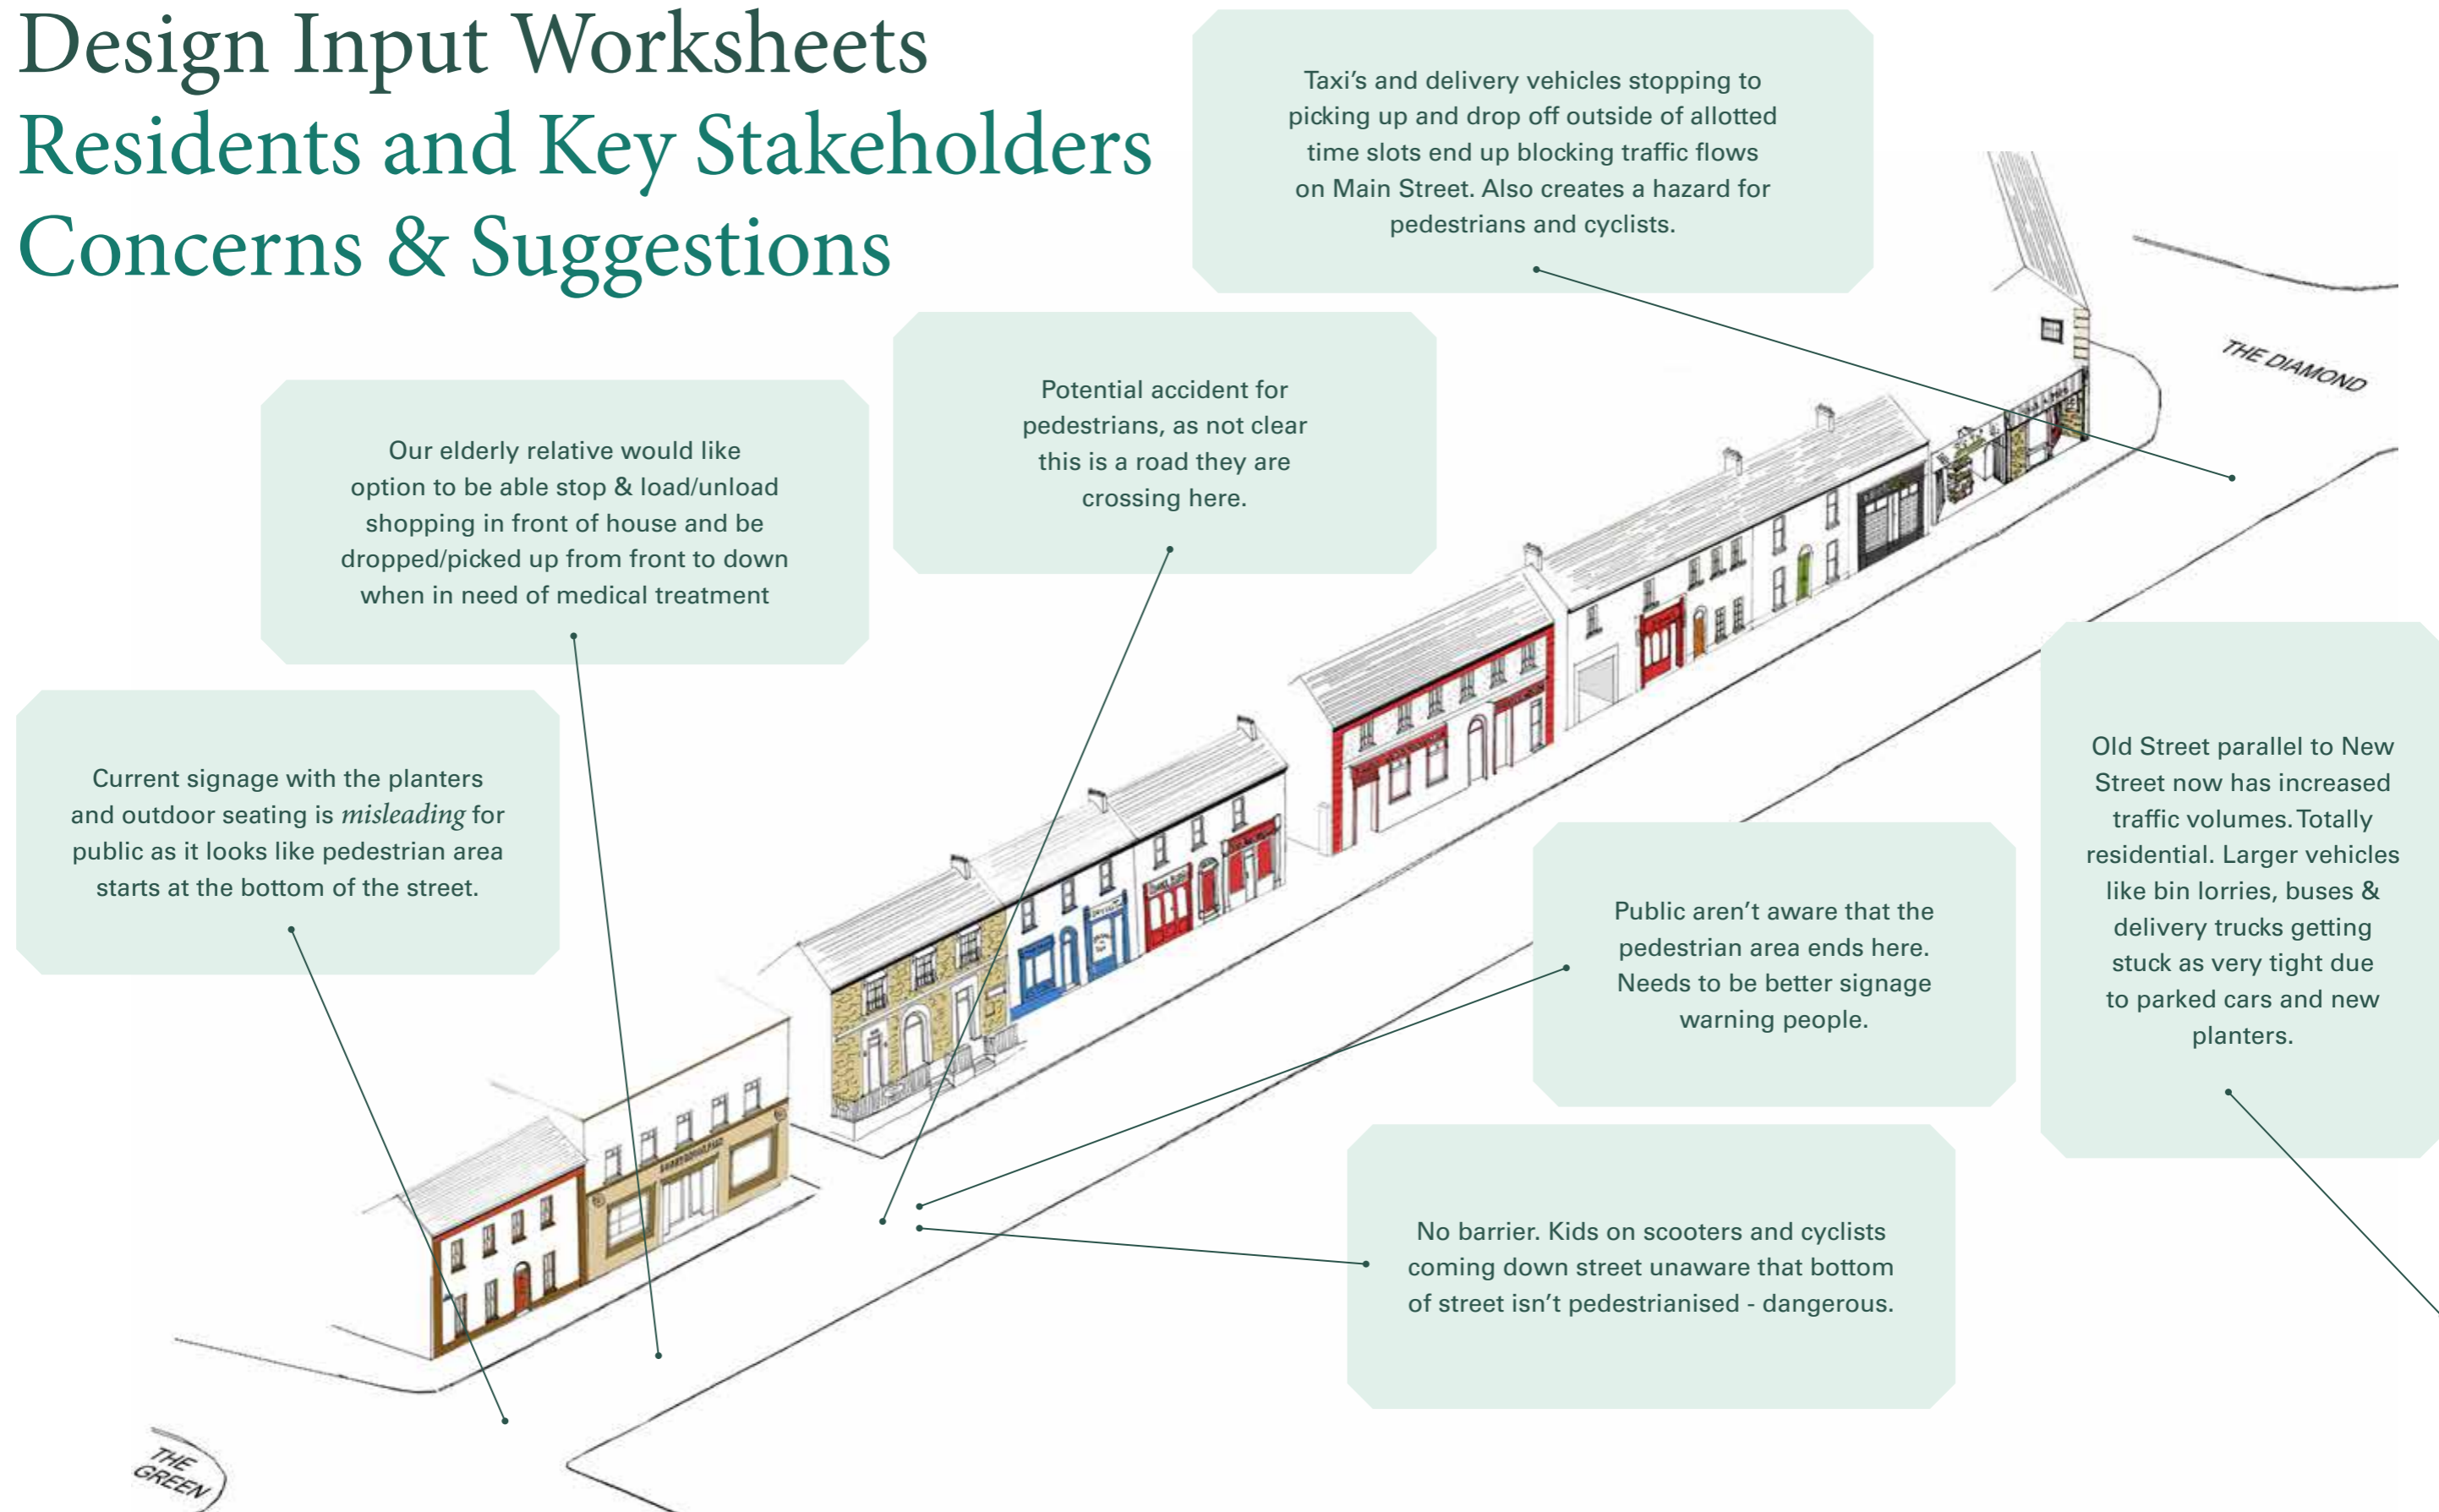 Design Input Worksheets
Residents and Key Stakeholders
Concerns & Suggestions
Taxi's and delivery vehicles stopping to
picking up and drop off outside of allotted
time slots end up blocking traffic flows
on Main Street. Also creates a hazard for
pedestrians and cyclists.
THE DIAMOND
Potential accident for
pedestrians, as not clear
this is a road they are
crossing here.
Our elderly relative would like
option to be able stop & load/unload
shopping in front of house and be
dropped/picked up from front to down
when in need of medical treatment
Current signage with the planters
and outdoor seating is misleading for
public as it looks like pedestrian area
starts at the bottom of the street.
Old Street parallel to New
Street now has increased
traffic volumes. Totally
residential. Larger vehicles
like bin lorries, buses &
delivery trucks getting
stuck as very tight due
to parked cars and new
planters.
Public aren't aware that the
pedestrian area ends here.
Needs to be better signage
warning people.
No barrier. Kids on scooters and cyclists
coming down street unaware that bottom
of street isn't pedestrianised - dangerous.
THE
GREEN